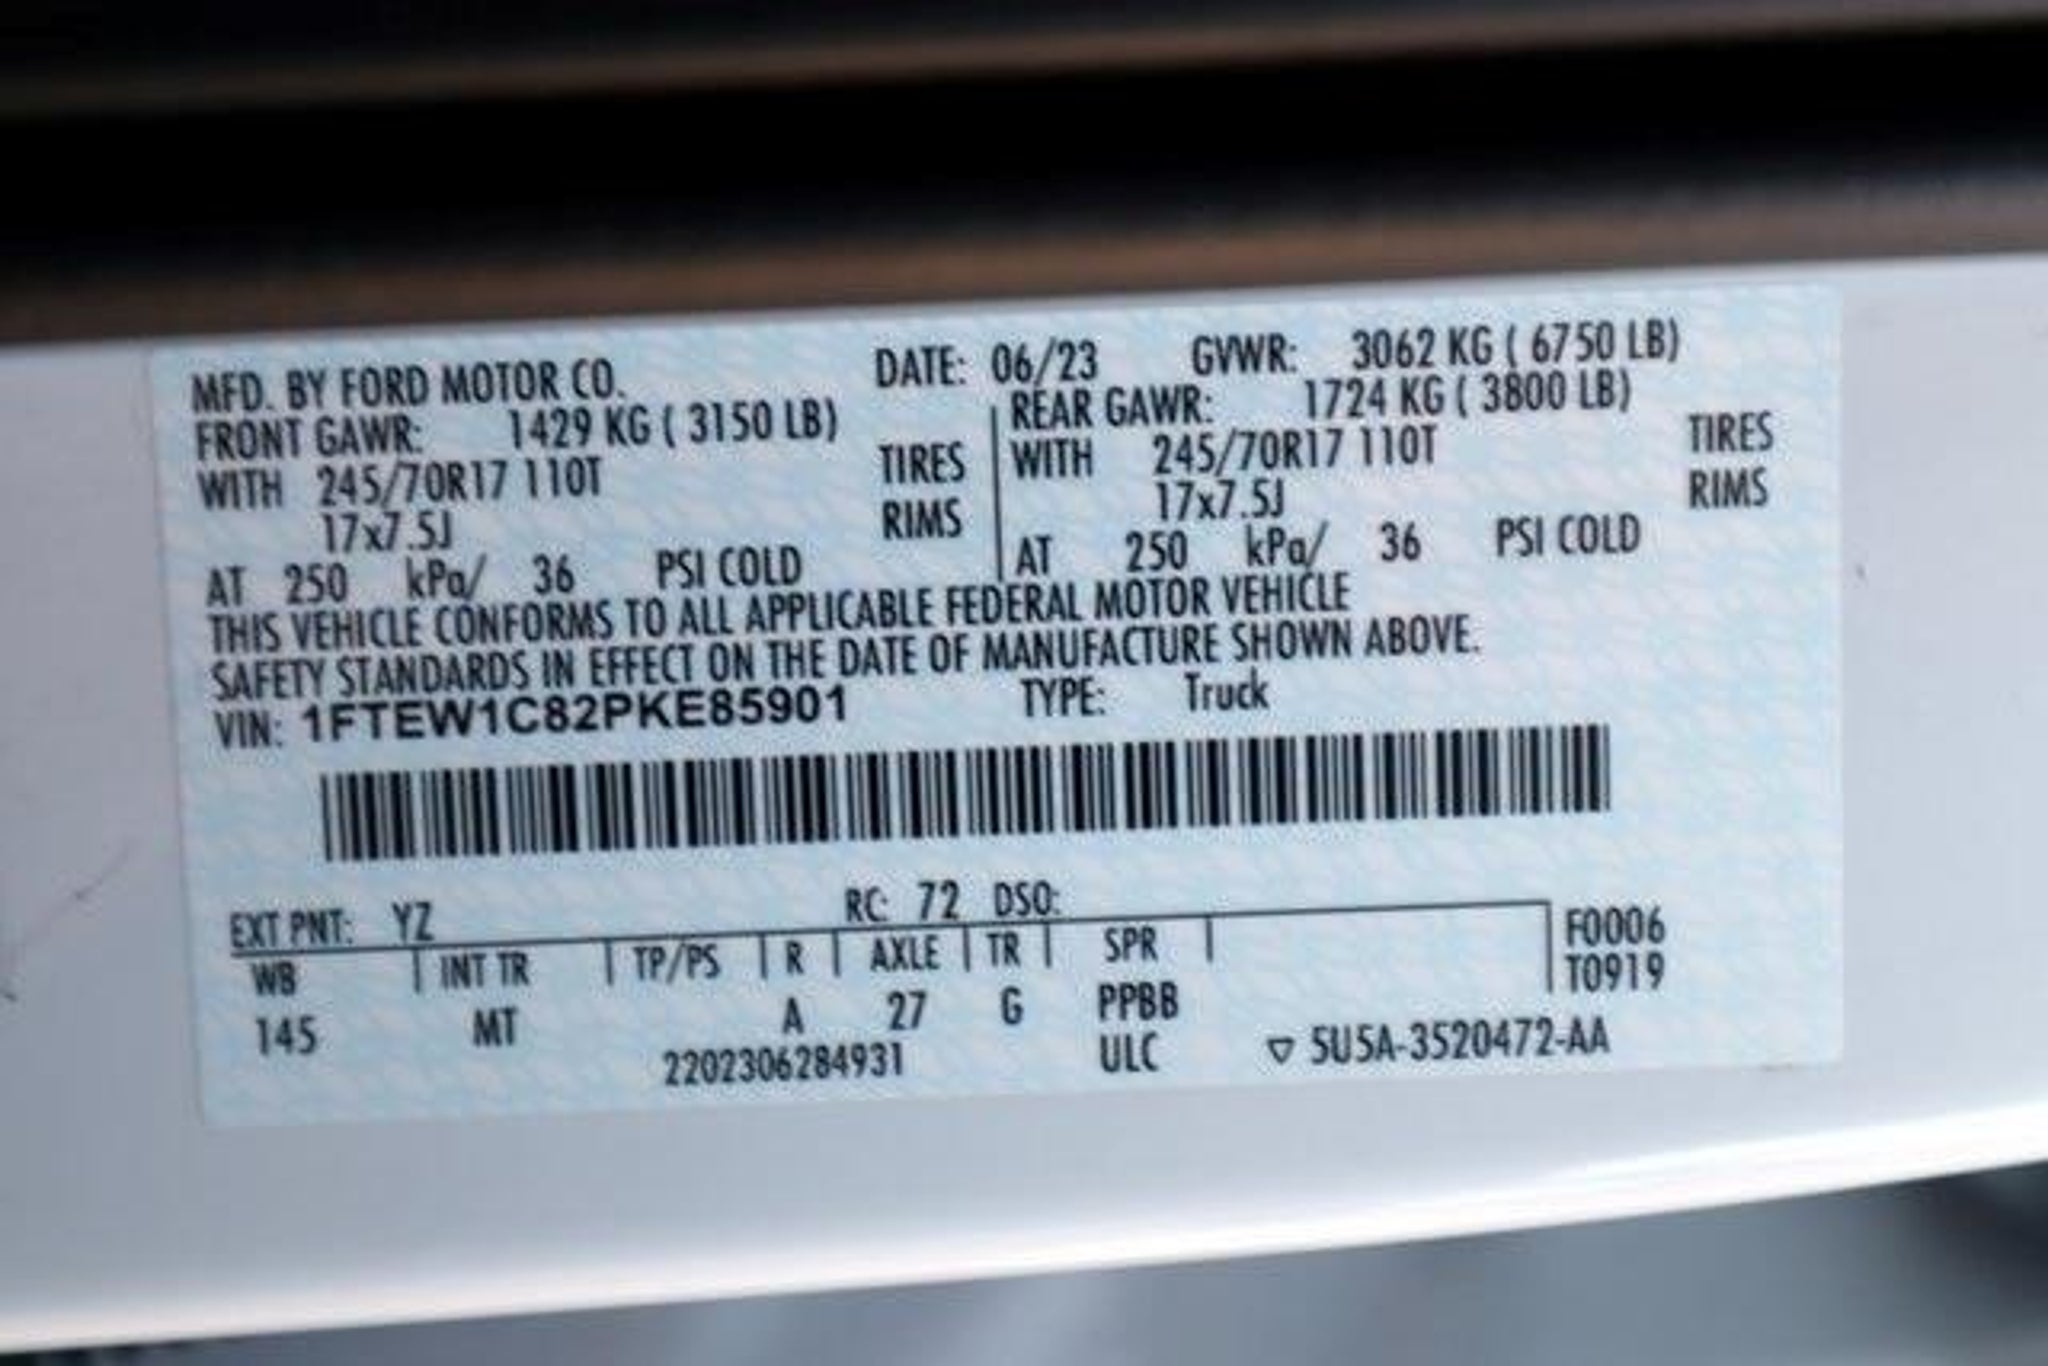 MFD. BY FORD MOTOR CO. DATE: 06/23 GVWR: 3062 KG ( 6750 LB)
FRONT GAWR: 1429 KG ( 3150 LB) REAR GAWR: 1724 KG ( 3800 LB)
WITH 245/70R17 110T TIRES WITH 245/70R17 110T TIRES
17x7.5J RIMS 17x7.5J RIMS
AT 250 kPa/ 36 PSI COLD AT 250 kPa/ 36 PSI COLD
THIS VEHICLE CONFORMS TO ALL APPLICABLE FEDERAL MOTOR VEHICLE
SAFETY STANDARDS IN EFFECT ON THE DATE OF MANUFACTURE SHOWN ABOVE.
VIN: 1FTEW1C82PKE85901 TYPE: Truck
EXT PNT: YZ RC: 72 DSO:
WB INT TR TP/PS R AXLE TR SPR F0006
T0919
145 MT A 27 G PPBB
2202306284931 ULC ▽ 5U5A-3520472-AA